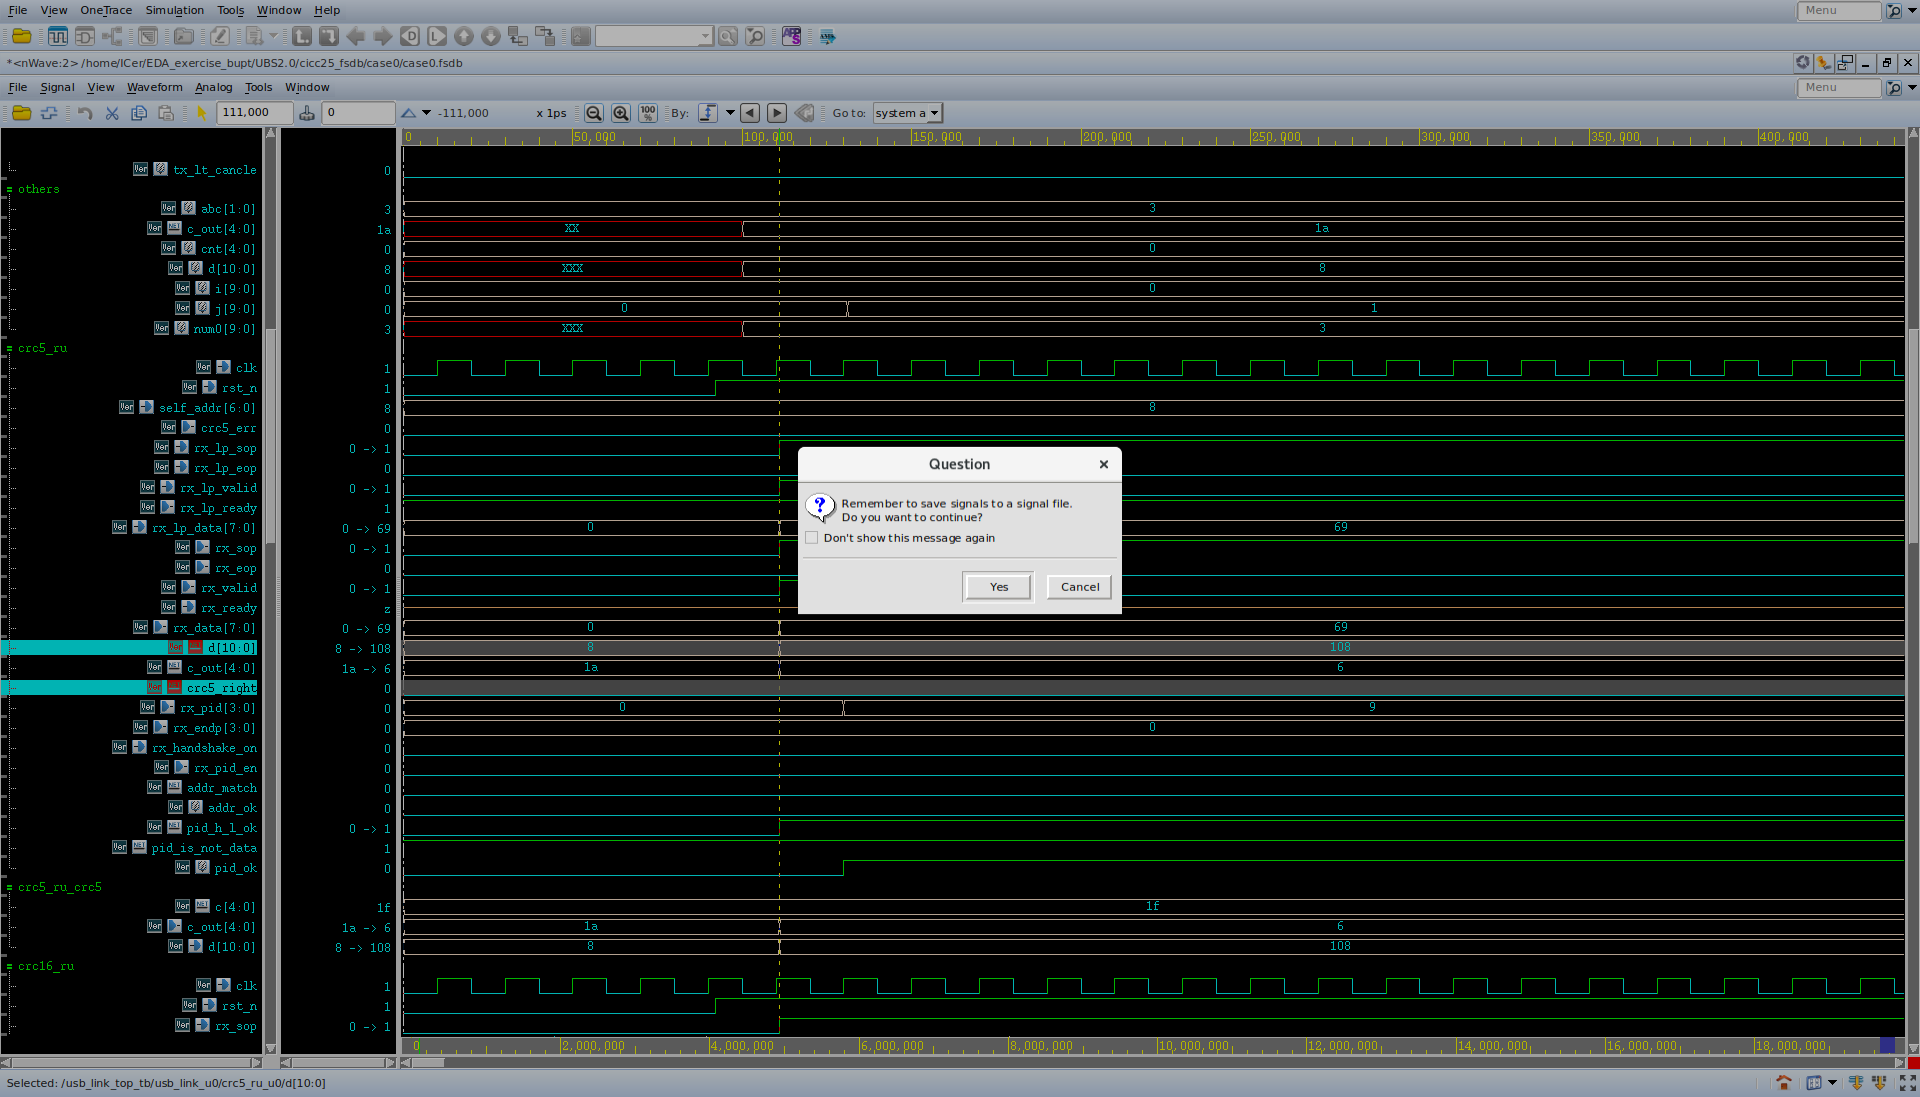 File View OneTrace Simulation Tools Window Help Menu
*<nWave:2> /home/ICer/EDA_exercise_bupt/UBS2.0/cicc25_fsdb/case0/case0.fsdb
File Signal View Waveform Analog Tools Window Menu
111,000 0 -111,000 x 1ps 100 % By: Go to: system a
0 50,000 100,000 150,000 200,000 250,000 300,000 350,000 400,000
tx_lt_cancle 0
others
abc[1:0] 3 3
c_out[4:0] 1a XX 1a
cnt[4:0] 0 0
d[10:0] 8 XXX 8
i[9:0] 0 0
j[9:0] 0 0 1
num0[9:0] 3 XXX 3
crc5_ru
clk 1
rst_n 1
self_addr[6:0] 8 8
crc5_err 0
rx_lp_sop 0 -> 1
rx_lp_eop 0
rx_lp_valid 0 -> 1
rx_lp_ready 1
rx_lp_data[7:0] 0 -> 69 0 69
rx_sop 0 -> 1
rx_eop 0
rx_valid 0 -> 1
rx_ready z
rx_data[7:0] 0 -> 69 0 69
d[10:0] 8 -> 108 8 108
c_out[4:0] 1a -> 6 1a 6
crc5_right 0
rx_pid[3:0] 0 0 9
rx_endp[3:0] 0 0
rx_handshake_on 0
rx_pid_en 0
addr_match 0
addr_ok 0
pid_h_l_ok 0 -> 1
pid_is_not_data 1
pid_ok 0
crc5_ru_crc5
c[4:0] 1f 1f
c_out[4:0] 1a -> 6 1a 6
d[10:0] 8 -> 108 8 108
crc16_ru
clk 1
rst_n 1
rx_sop 0 -> 1
0 2,000,000 4,000,000 6,000,000 8,000,000 10,000,000 12,000,000 14,000,000 16,000,000 18,000,000
Question
Remember to save signals to a signal file.
Do you want to continue?
Don't show this message again
Yes Cancel
Selected: /usb_link_top_tb/usb_link_u0/crc5_ru_u0/d[10:0]